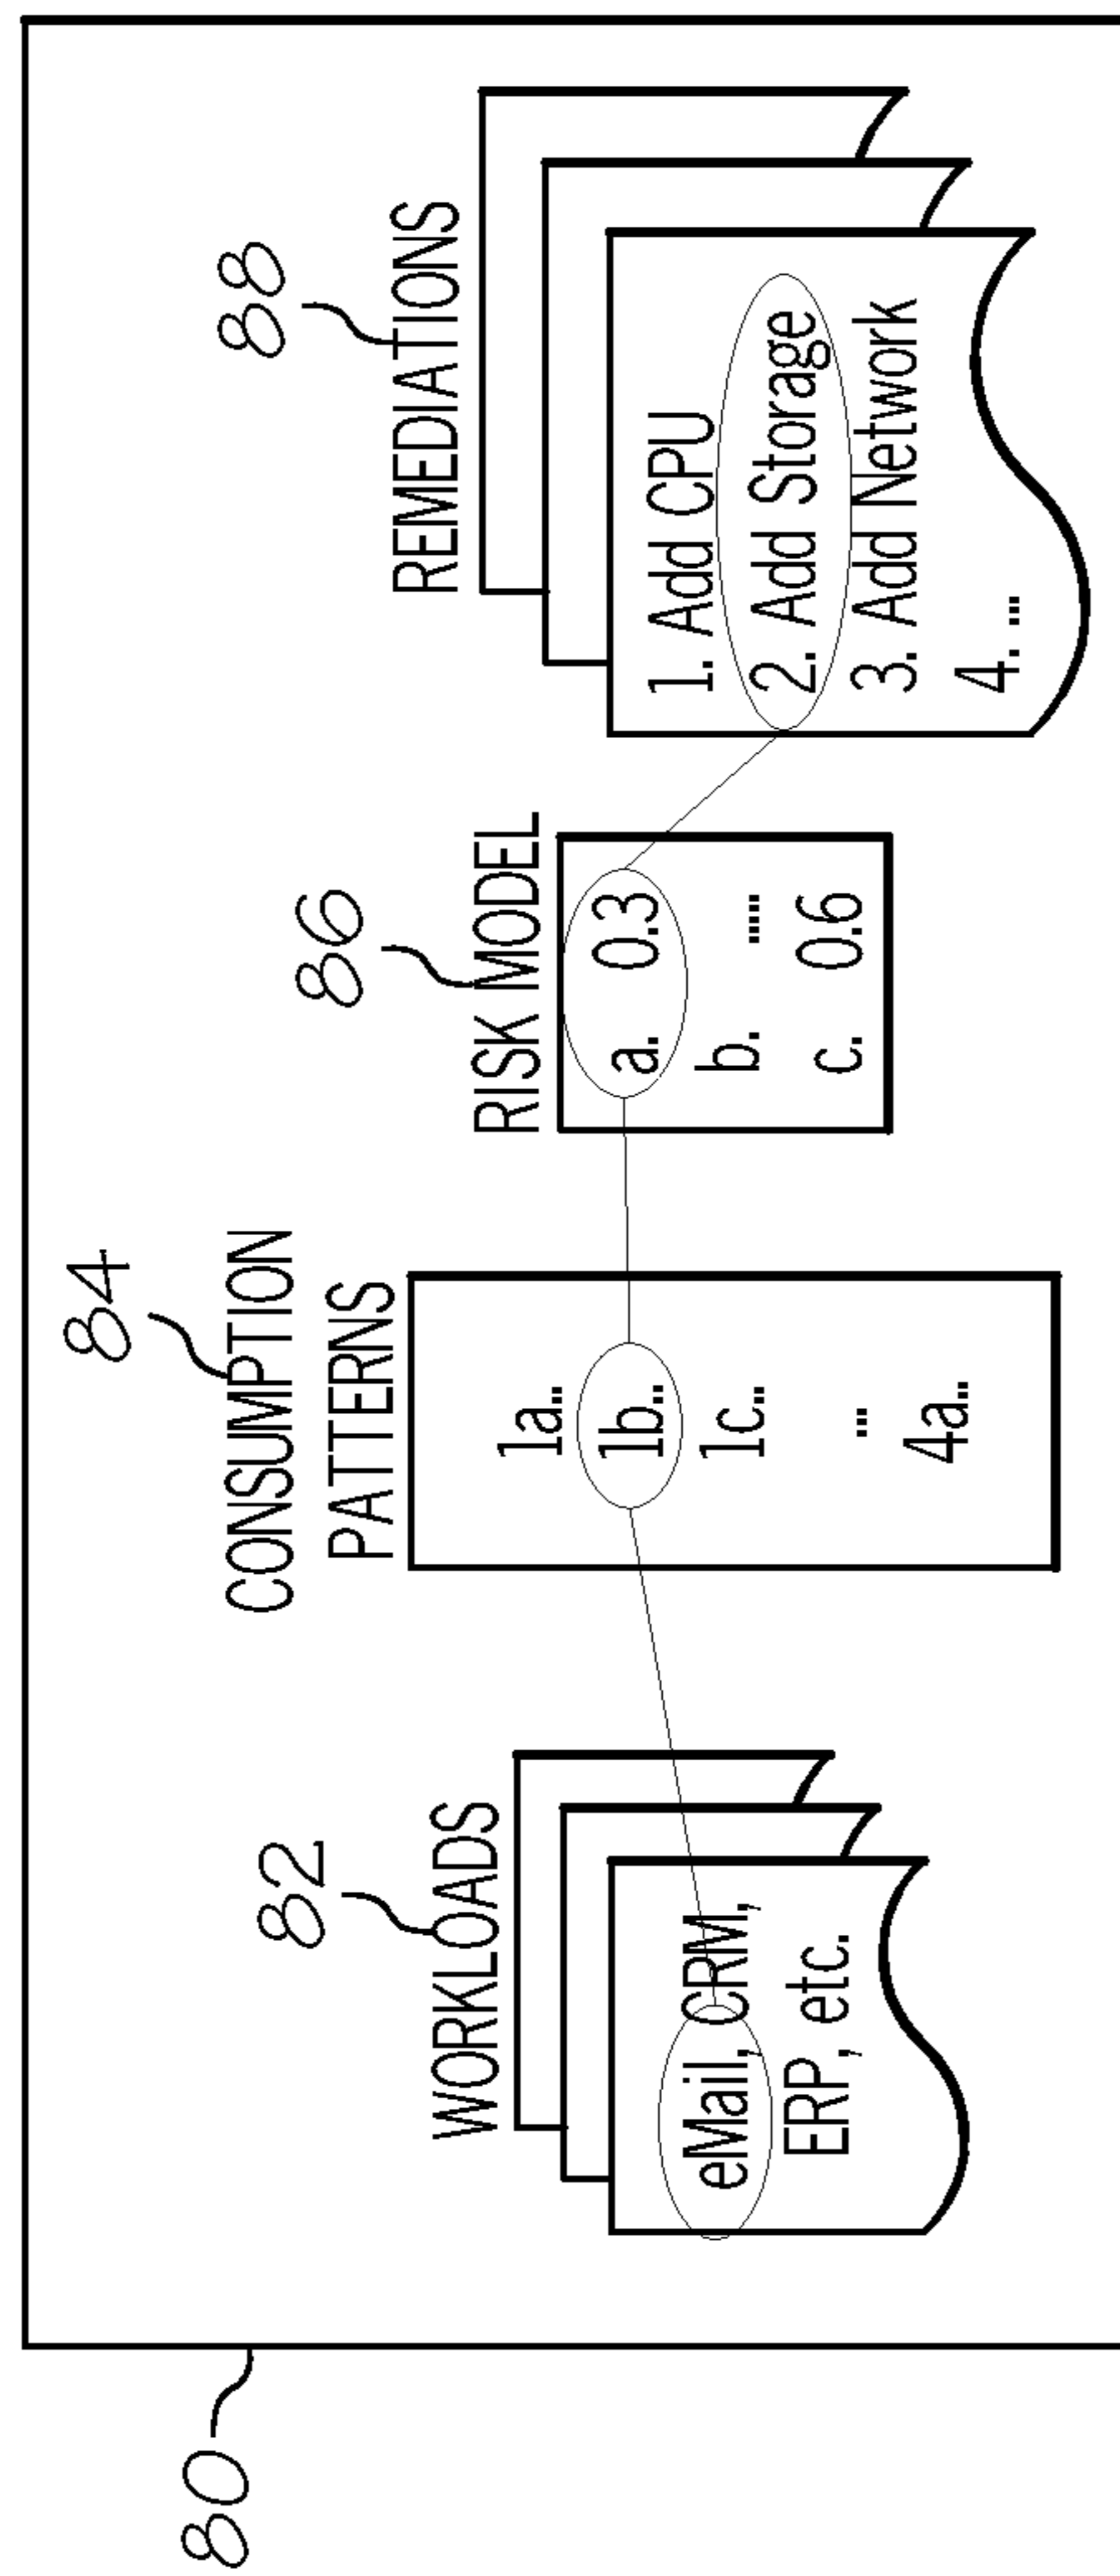 80
82
WORKLOADS
eMail, CRM,
ERP, etc.
84
CONSUMPTION
PATTERNS
1a..
1b..
1c..
...
4a..
86
RISK MODEL
a. 0.3
b. .....
c. 0.6
88
REMEDIATIONS
1. Add CPU
2. Add Storage
3. Add Network
4. ...